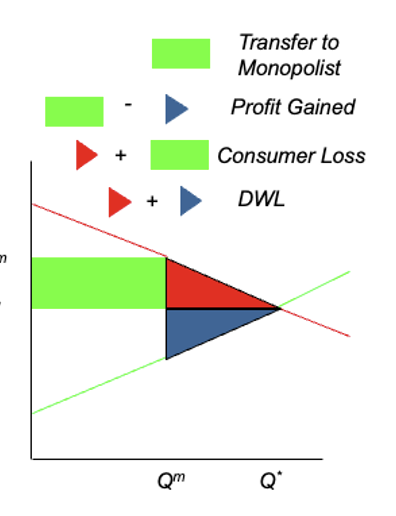 Transfer to
Monopolist
- Profit Gained
+ Consumer Loss
+ DWL
m
Qᵐ Q*